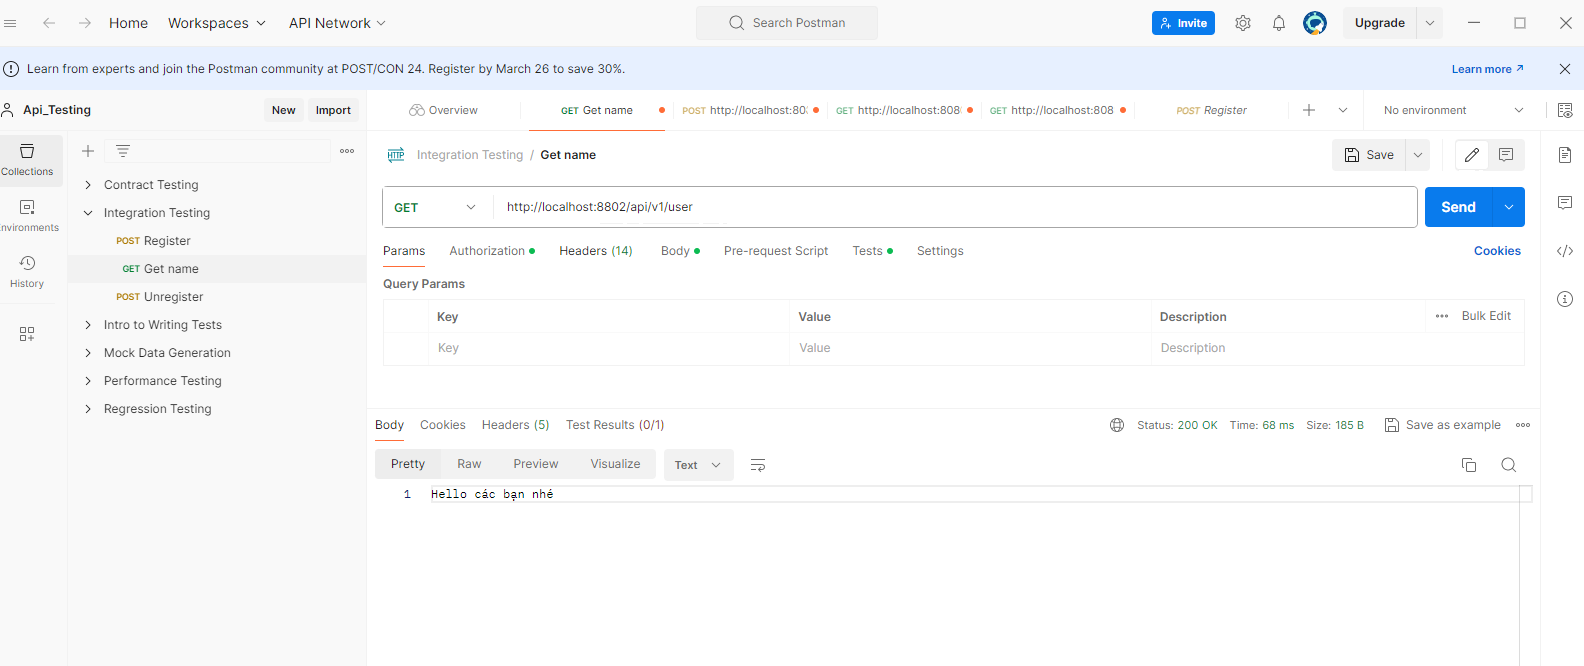 Home Workspaces API Network Search Postman Invite Upgrade
Learn from experts and join the Postman community at POST/CON 24. Register by March 26 to save 30%. Learn more
Api_Testing New Import Overview GET Get name POST http://localhost:80 GET http://localhost:808 GET http://localhost:808 POST Register No environment
Integration Testing / Get name Save
Collections
Contract Testing
Integration Testing
POST Register
GET Get name
POST Unregister
Intro to Writing Tests
Mock Data Generation
Performance Testing
Regression Testing
nvironments
History
GET http://localhost:8802/api/v1/user Send
Params Authorization Headers (14) Body Pre-request Script Tests Settings Cookies
Query Params
Key Value Description Bulk Edit
Key Value Description
Body Cookies Headers (5) Test Results (0/1) Status: 200 OK Time: 68 ms Size: 185 B Save as example
Pretty Raw Preview Visualize Text
1 Hello các bạn nhé